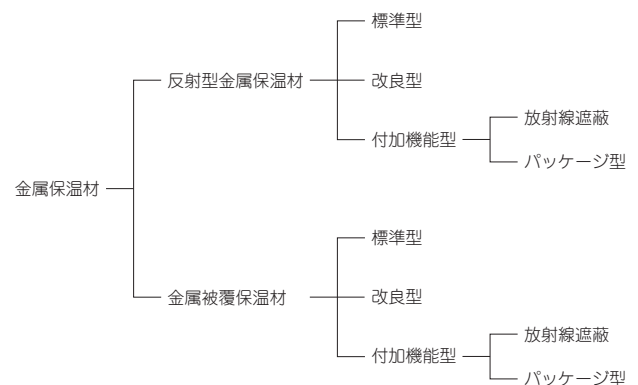 標準型
反射型金属保温材
改良型
付加機能型
放射線遮蔽
パッケージ型
金属保温材
標準型
金属被覆保温材
改良型
付加機能型
放射線遮蔽
パッケージ型